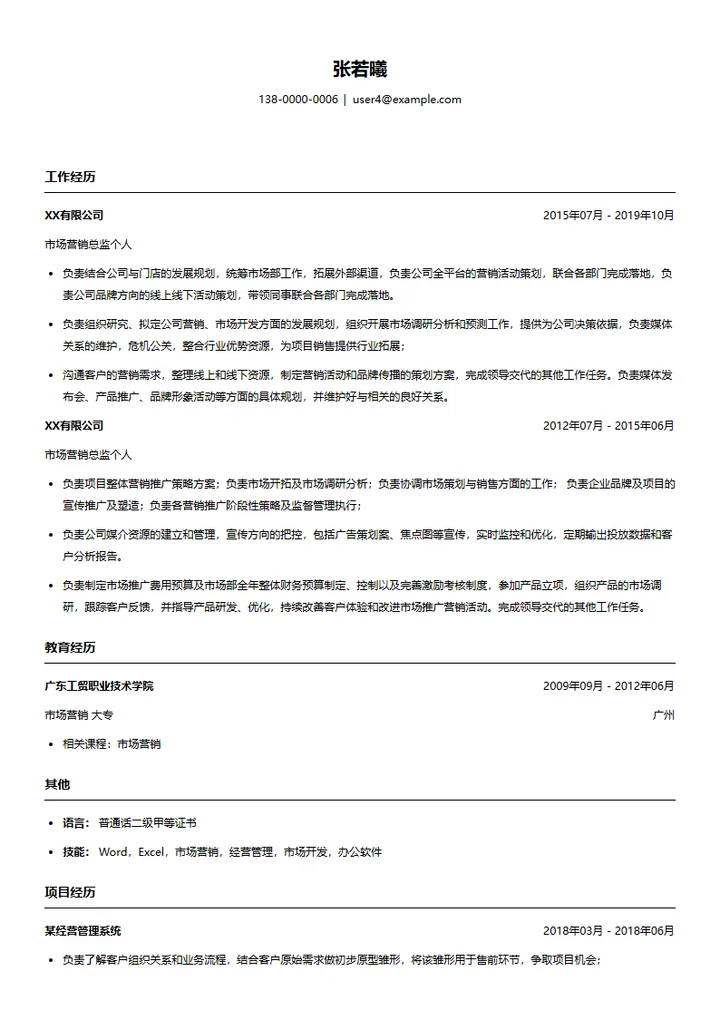 张若曦
138-0000-0006 | user4@example.com
工作经历
XX有限公司 2015年07月 - 2019年10月
市场营销总监个人
• 负责结合公司与门店的发展规划，统筹市场部工作，拓展外部渠道，负责公司全平台的营销活动策划，联合各部门完成落地，负
责公司品牌方向的线上线下活动策划，带领同事联合各部门完成落地。
• 负责组织研究、拟定公司营销、市场开发方面的发展规划，组织开展市场调研分析和预测工作，提供为公司决策依据，负责媒体
关系的维护，危机公关，整合行业优势资源，为项目销售提供行业拓展；
• 沟通客户的营销需求，整理线上和线下资源，制定营销活动和品牌传播的策划方案，完成领导交代的其他工作任务。负责媒体发
布会、产品推广、品牌形象活动等方面的具体规划，并维护好与相关的良好关系。
XX有限公司 2012年07月 - 2015年06月
市场营销总监个人
• 负责项目整体营销推广策略方案；负责市场开拓及市场调研分析；负责协调市场策划与销售方面的工作； 负责企业品牌及项目的
宣传推广及塑造；负责各营销推广阶段性策略及监督管理执行；
• 负责公司媒介资源的建立和管理，宣传方向的把控，包括广告策划案、焦点图等宣传，实时监控和优化，定期输出投放数据和客
户分析报告。
• 负责制定市场推广费用预算及市场部全年整体财务预算制定、控制以及完善激励考核制度，参加产品立项，组织产品的市场调
研，跟踪客户反馈，并指导产品研发、优化，持续改善客户体验和改进市场推广营销活动。完成领导交代的其他工作任务。
教育经历
广东工贸职业技术学院 2009年09月 - 2012年06月
市场营销 大专 广州
• 相关课程：市场营销
其他
• 语言： 普通话二级甲等证书
• 技能： Word，Excel，市场营销，经营管理，市场开发，办公软件
项目经历
某经营管理系统 2018年03月 - 2018年06月
• 负责了解客户组织关系和业务流程，结合客户原始需求做初步原型雏形，将该雏形用于售前环节，争取项目机会；